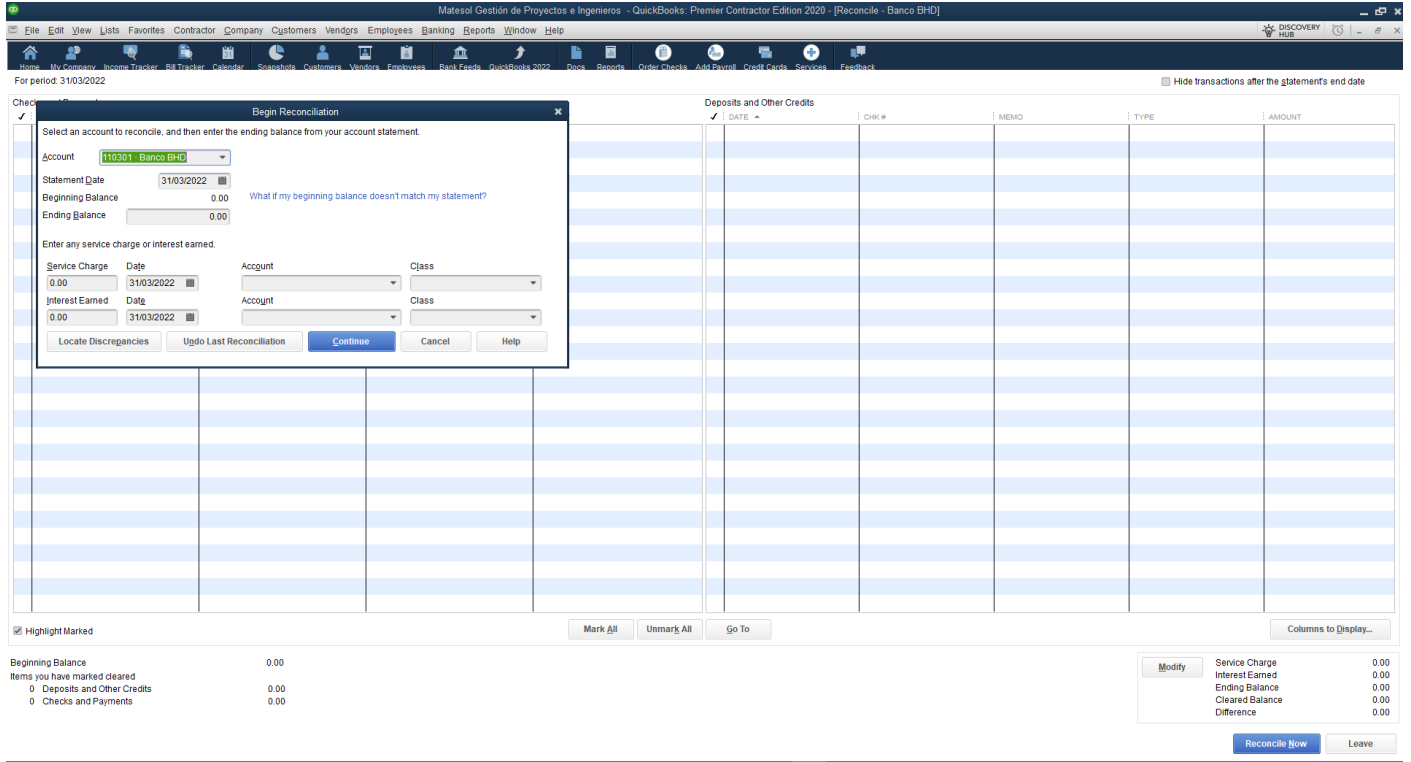 qb
Matesol Gestión de Proyectos e Ingenieros - QuickBooks: Premier Contractor Edition 2020 - [Reconcile - Banco BHD]
File Edit View Lists Favorites Contractor Company Customers Vendors Employees Banking Reports Window Help
DISCOVERY HUB
Home My Company Income Tracker Bill Tracker Calendar Snapshots Customers Vendors Employees Bank Feeds QuickBooks 2022 Docs Reports Order Checks Add Payroll Credit Cards Services Feedback
For period: 31/03/2022
Hide transactions after the statement's end date
Begin Reconciliation
Select an account to reconcile, and then enter the ending balance from your account statement.
Account 110301 · Banco BHD
Statement Date 31/03/2022
Beginning Balance 0.00 What if my beginning balance doesn't match my statement?
Ending Balance 0.00
Enter any service charge or interest earned.
Service Charge Date Account Class
0.00 31/03/2022
Interest Earned Date Account Class
0.00 31/03/2022
Locate Discrepancies Undo Last Reconciliation Continue Cancel Help
Deposits and Other Credits
✓ DATE CHK # MEMO TYPE AMOUNT
Highlight Marked
Mark All Unmark All Go To Columns to Display...
Beginning Balance 0.00
Items you have marked cleared
0 Deposits and Other Credits 0.00
0 Checks and Payments 0.00
Modify
Service Charge 0.00
Interest Earned 0.00
Ending Balance 0.00
Cleared Balance 0.00
Difference 0.00
Reconcile Now Leave